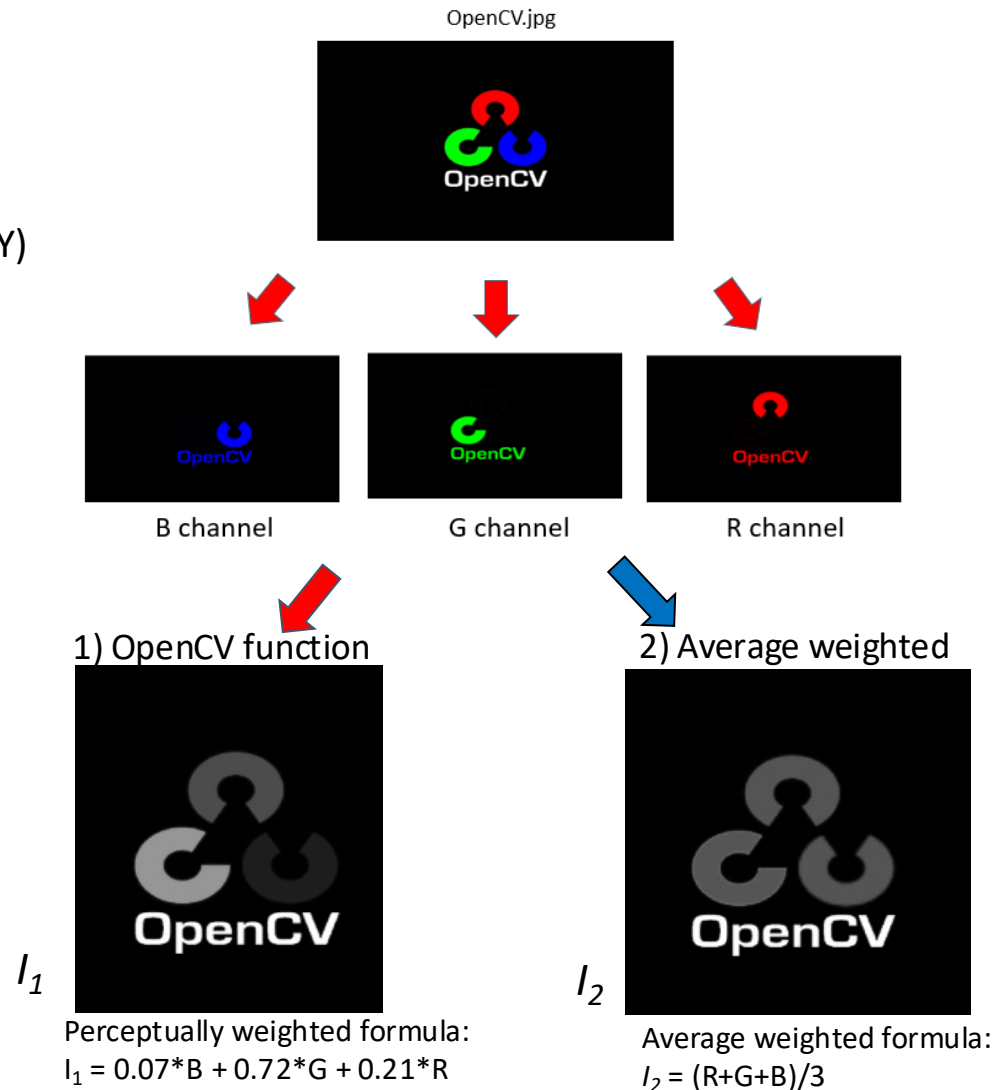 OpenCV.jpg
OpenCV
Y)
OpenCV
OpenCV
OpenCV
B channel
G channel
R channel
1) OpenCV function
2) Average weighted
OpenCV
OpenCV
I₁
I₂
Perceptually weighted formula:
I₁ = 0.07*B + 0.72*G + 0.21*R
Average weighted formula:
I₂ = (R+G+B)/3